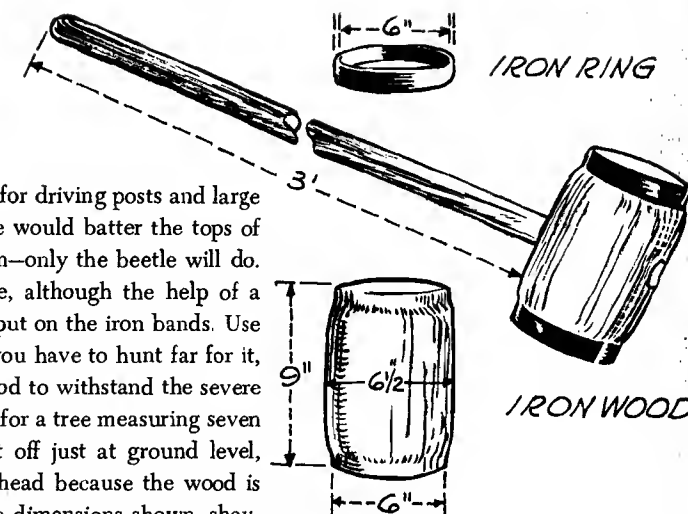 6"
IRON RING
3'
for driving posts and large
would batter the tops of
only the beetle will do.
although the help of a
put on the iron bands. Use
you have to hunt far for it,
to withstand the severe
for a tree measuring seven
off just at ground level,
head because the wood is
9"
6½"
IRON WOOD
dimensions shown,
6"